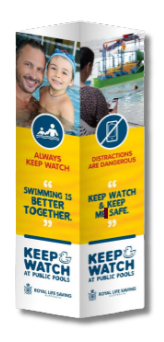 ALWAYS
KEEP WATCH
"
SWIMMING IS
BETTER
TOGETHER.
"
KEEP
WATCH
AT PUBLIC POOLS
ROYAL LIFE SAVING
DISTRACTIONS
ARE DANGEROUS
"
KEEP WATCH
& KEEP
ME SAFE.
"
KEEP
WATCH
AT PUBLIC POOLS
ROYAL LIFE SAVING